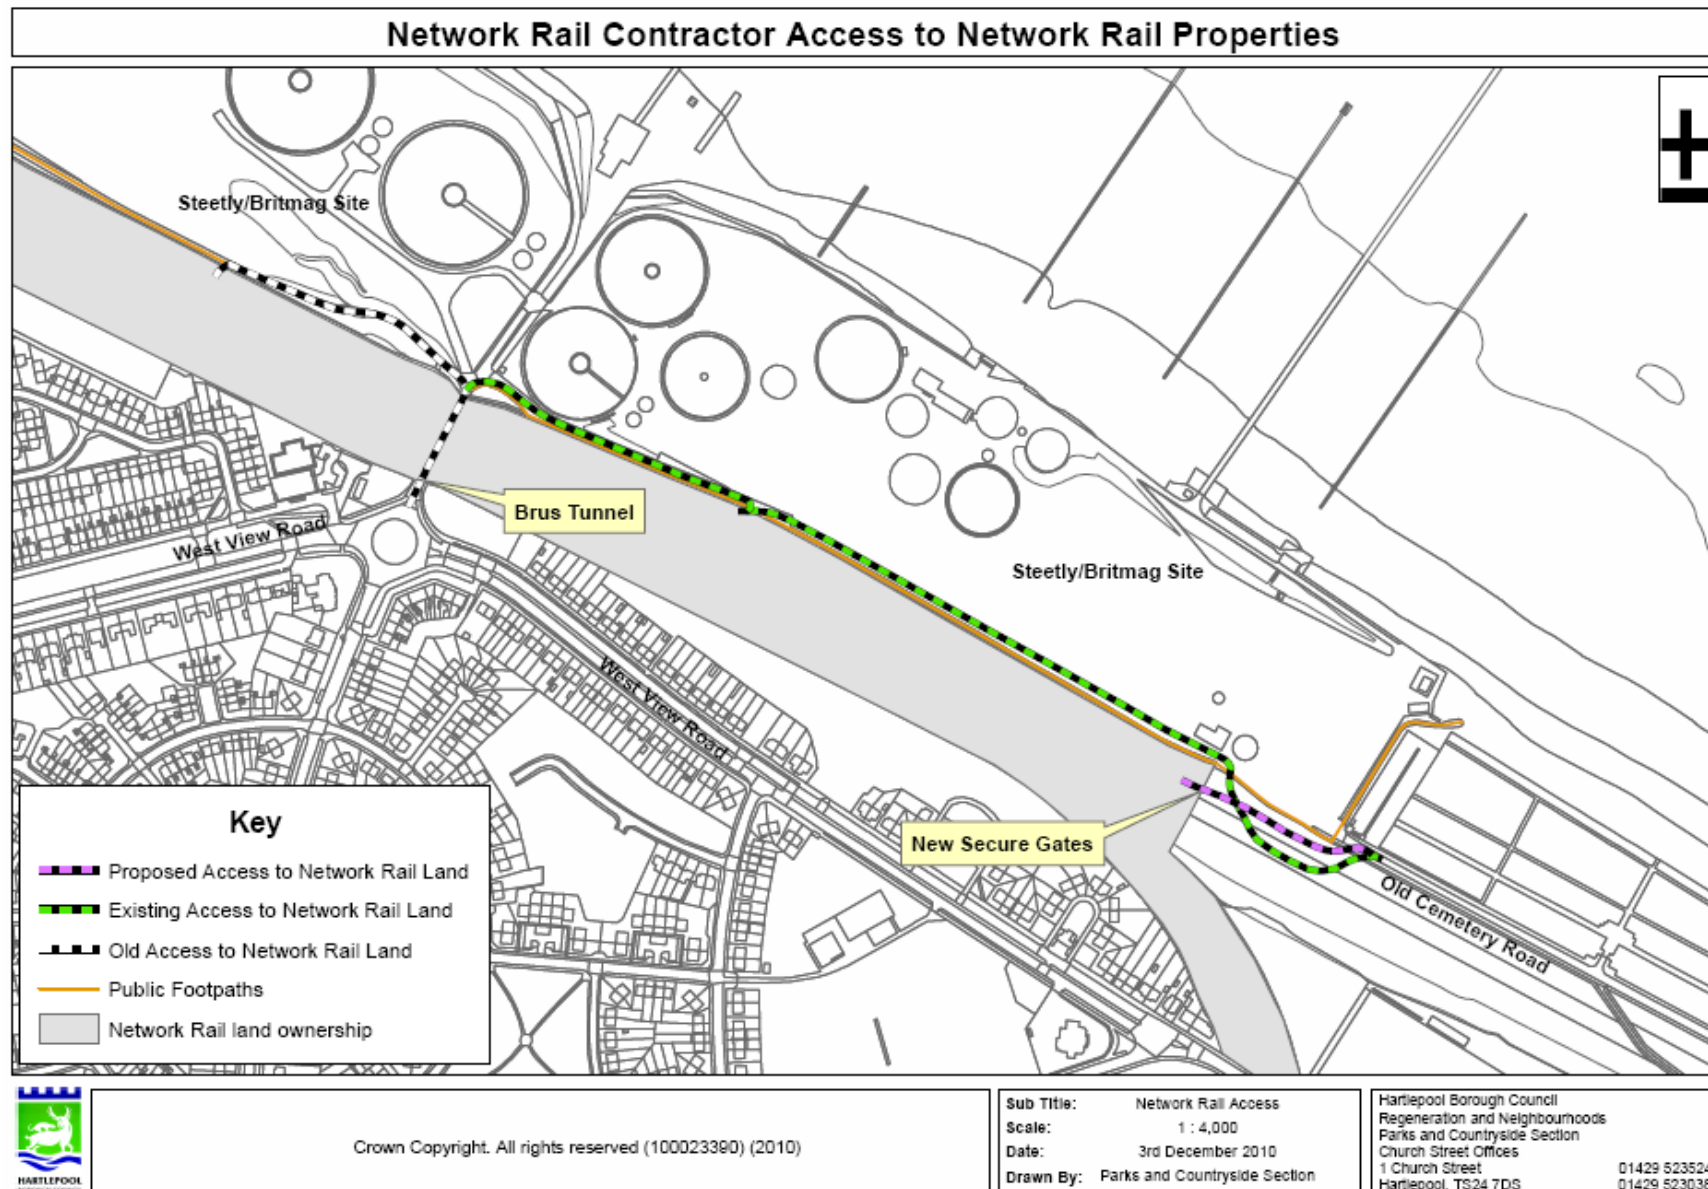 Network Rail Contractor Access to Network Rail Properties
Steetly/Britmag Site
Brus Tunnel
West View Road
Steetly/Britmag Site
West View Road
New Secure Gates
Old Cemetery Road
Key
Proposed Access to Network Rail Land
Existing Access to Network Rail Land
Old Access to Network Rail Land
Public Footpaths
Network Rail land ownership
HARTLEPOOL
Crown Copyright. All rights reserved (100023390) (2010)
Sub Title: Network Rail Access
Scale: 1 : 4,000
Date: 3rd December 2010
Drawn By: Parks and Countryside Section
Hartlepool Borough Council
Regeneration and Neighbourhoods
Parks and Countryside Section
Church Street Offices
1 Church Street 01429 523524
Hartlepool, TS24 7DS